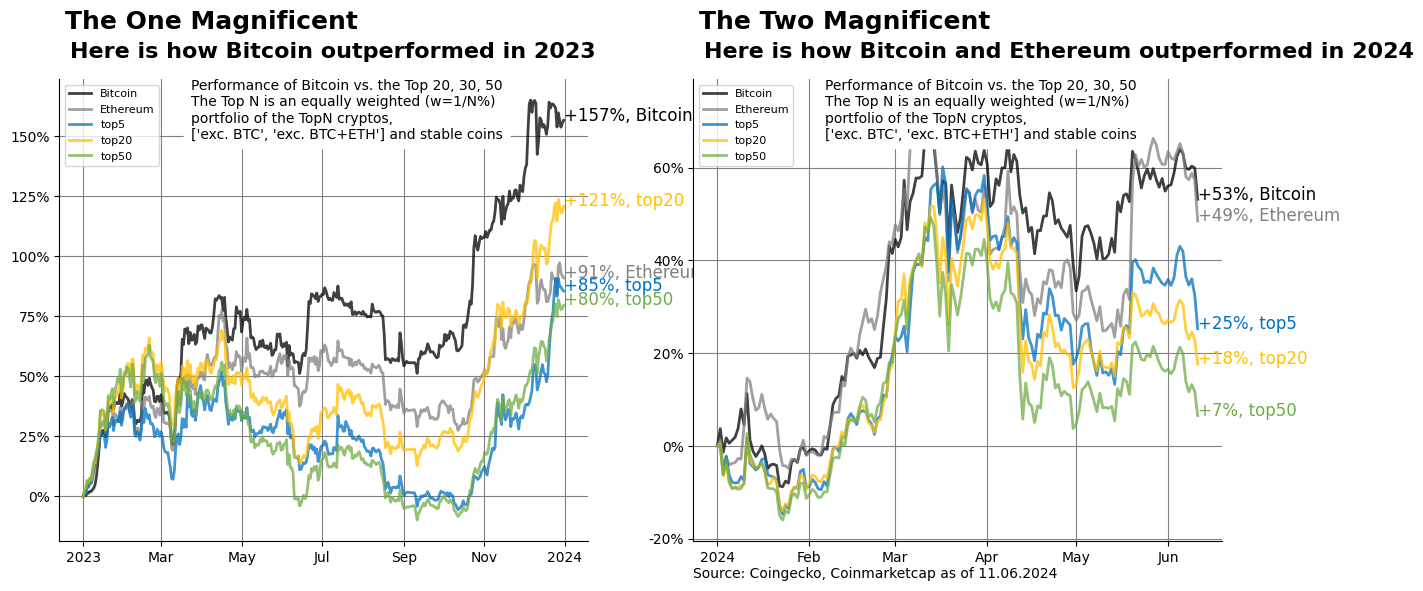 The One Magnificent
Here is how Bitcoin outperformed in 2023
Performance of Bitcoin vs. the Top 20, 30, 50
The Top N is an equally weighted (w=1/N%)
portfolio of the TopN cryptos,
['exc. BTC', 'exc. BTC+ETH'] and stable coins
Bitcoin
Ethereum
top5
top20
top50
150%
125%
100%
75%
50%
25%
0%
+157%, Bitcoin
+121%, top20
+91%, Ethereum
+85%, top5
+80%, top50
2023
Mar
May
Jul
Sep
Nov
2024
The Two Magnificent
Here is how Bitcoin and Ethereum outperformed in 2024
Performance of Bitcoin vs. the Top 20, 30, 50
The Top N is an equally weighted (w=1/N%)
portfolio of the TopN cryptos,
['exc. BTC', 'exc. BTC+ETH'] and stable coins
Bitcoin
Ethereum
top5
top20
top50
60%
40%
20%
0%
-20%
+53%, Bitcoin
+49%, Ethereum
+25%, top5
+18%, top20
+7%, top50
2024
Feb
Mar
Apr
May
Jun
Source: Coingecko, Coinmarketcap as of 11.06.2024